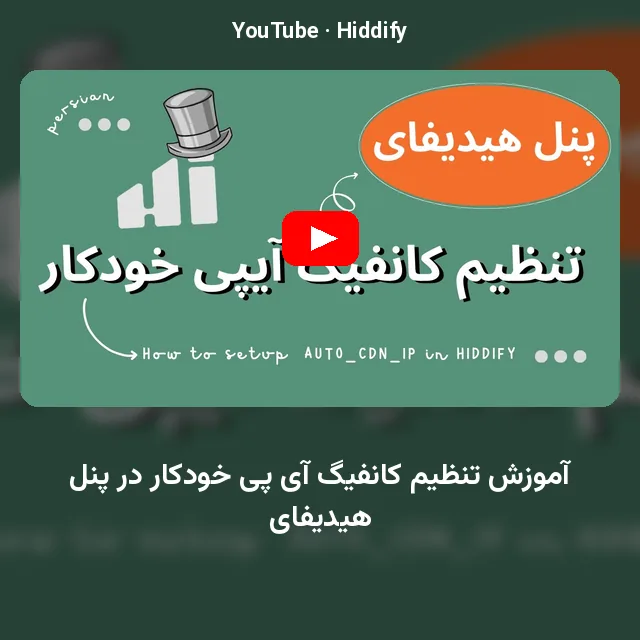 YouTube · Hiddify
persian
پنل هیدیفای
Hi
تنظیم کانفیگ آیپی خودکار
How to setup AUTO_CDN_IP in HIDDIFY
آموزش تنظیم کانفیگ آی پی خودکار در پنل
هیدیفای